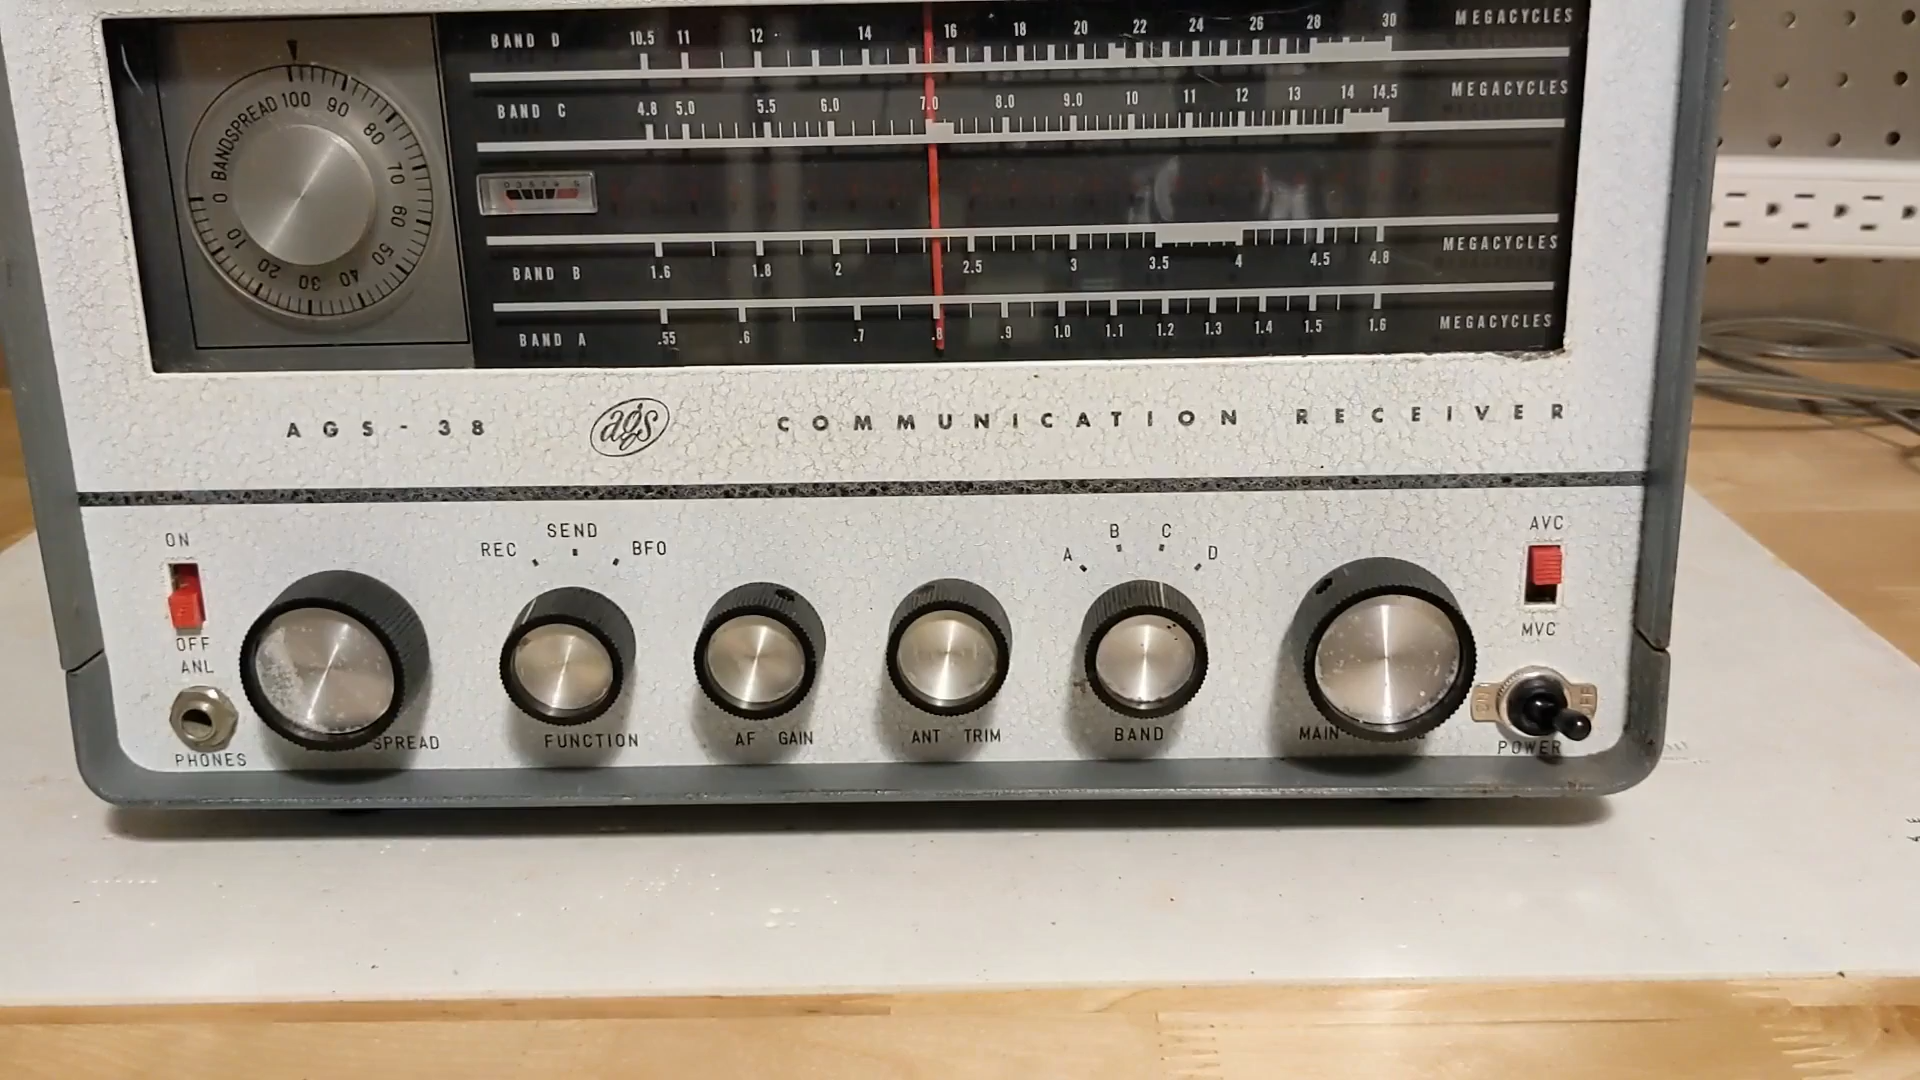 BANDSPREAD 100 90 80 70 60 50 40 30 20 10 0
BAND D 10.5 11 12 14 16 18 20 22 24 26 28 30 MEGACYCLES
BAND C 4.8 5.0 5.5 6.0 7.0 8.0 9.0 10 11 12 13 14 14.5 MEGACYCLES
BAND B 1.6 1.8 2 2.5 3 3.5 4 4.5 4.8 MEGACYCLES
BAND A .55 .6 .7 .8 .9 1.0 1.1 1.2 1.3 1.4 1.5 1.6 MEGACYCLES
AGS-38 ags COMMUNICATION RECEIVER
ON
OFF
ANL
PHONES
SPREAD
REC SEND BFO
FUNCTION
AF GAIN
ANT TRIM
A B C D
BAND
MAIN
AVC
MVC
ON OFF
POWER